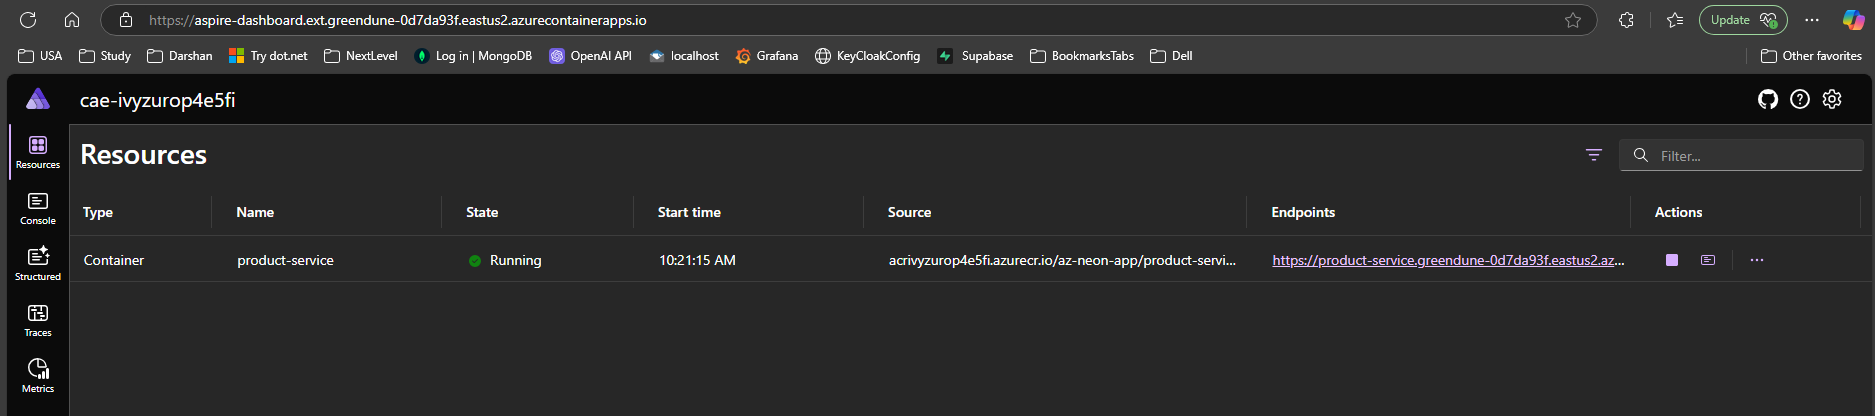 https://aspire-dashboard.ext.greendune-0d7da93f.eastus2.azurecontainerapps.io
Update
USA Study Darshan Try dot.net NextLevel Log in | MongoDB OpenAI API localhost Grafana KeyCloakConfig Supabase BookmarksTabs Dell Other favorites
cae-ivyzurop4e5fi
Resources
Console
Structured
Traces
Metrics
Resources
Filter...
Type Name State Start time Source Endpoints Actions
Container product-service Running 10:21:15 AM acrivyzurop4e5fi.azurecr.io/az-neon-app/product-servi... https://product-service.greendune-0d7da93f.eastus2.az...